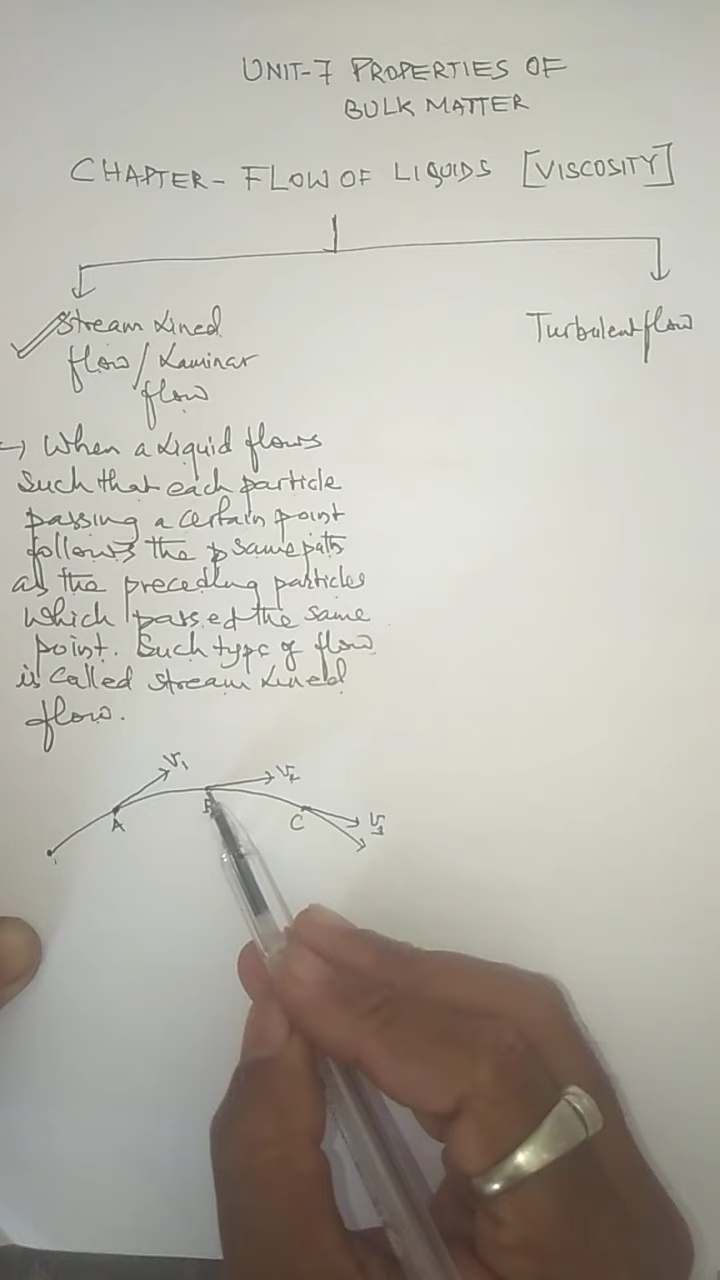 UNIT-7 PROPERTIES OF
BULK MATTER
CHAPTER- FLOW OF LIQUIDS [VISCOSITY]
Stream Lined
flow/Laminar
flow
Turbulent flow
→ When a Liquid flows
Such that each particle
passing a certain point
follows the p same path
as the preceding particles
which passed the same
point. Such type of flow
is called stream Lined
flow.
V₁
V₂
A
B
C
V₃